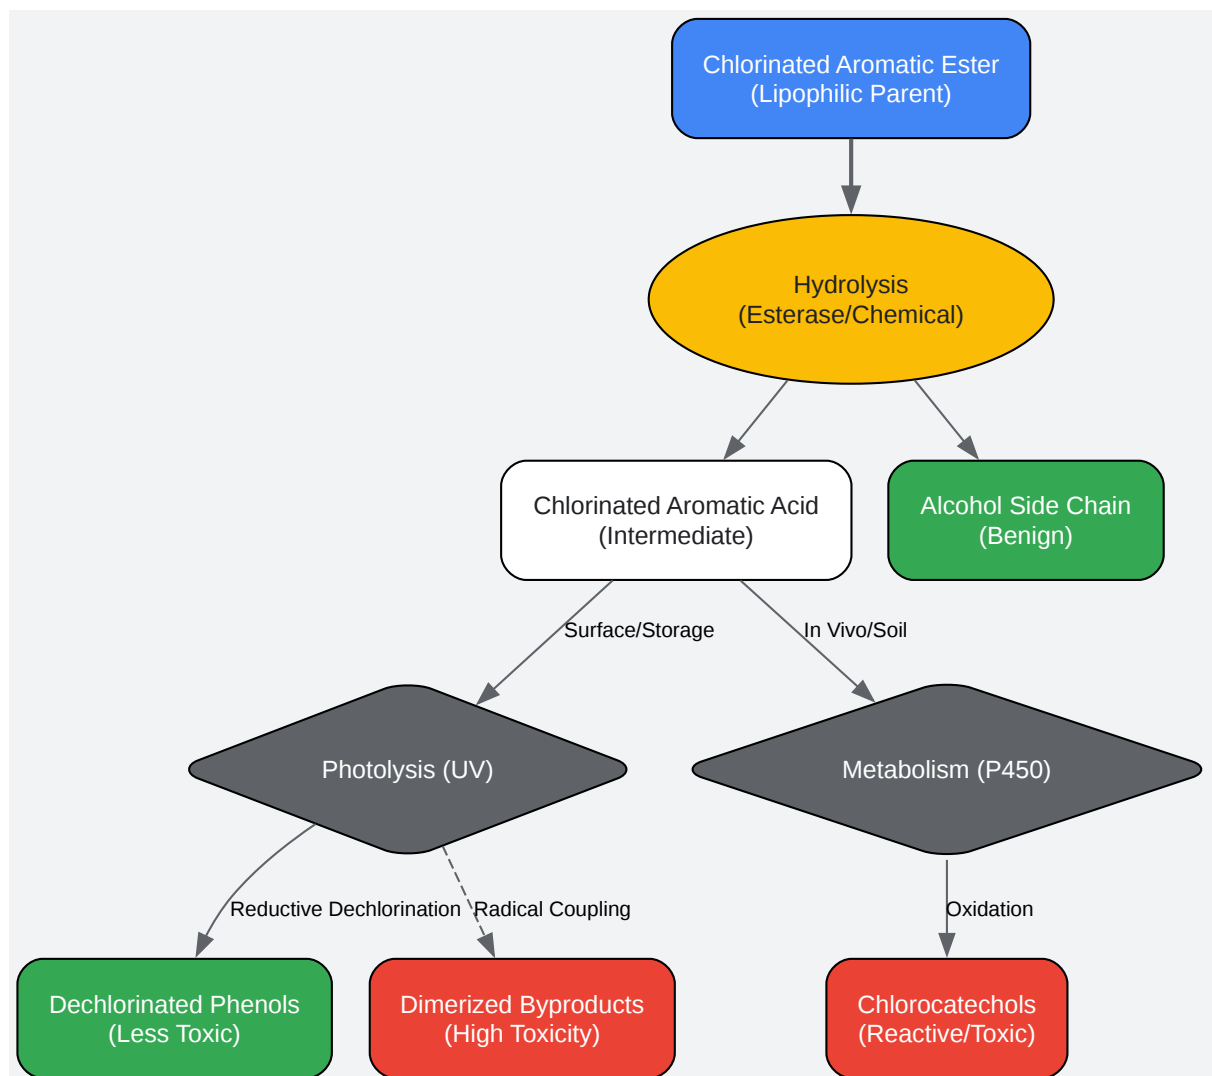 Chlorinated Aromatic Ester
(Lipophilic Parent)
Hydrolysis
(Esterase/Chemical)
Chlorinated Aromatic Acid
(Intermediate)
Alcohol Side Chain
(Benign)
Surface/Storage
In Vivo/Soil
Photolysis (UV)
Metabolism (P450)
Reductive Dechlorination
Radical Coupling
Oxidation
Dechlorinated Phenols
(Less Toxic)
Dimerized Byproducts
(High Toxicity)
Chlorocatechols
(Reactive/Toxic)